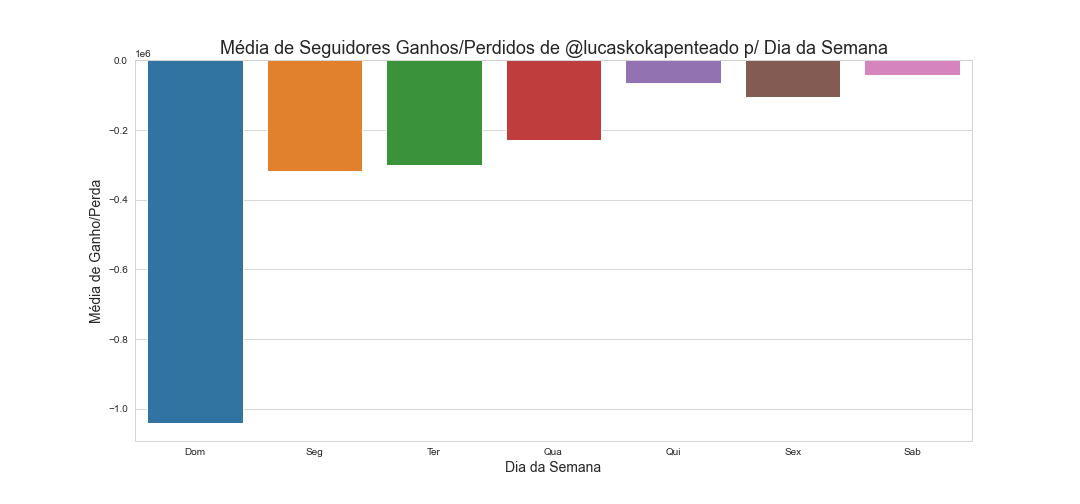 Média de Seguidores Ganhos/Perdidos de @lucaskokapenteado p/ Dia da Semana
1e6
0.0
−0.2
−0.4
−0.6
−0.8
−1.0
Média de Ganho/Perda
Dom Seg Ter Qua Qui Sex Sab
Dia da Semana